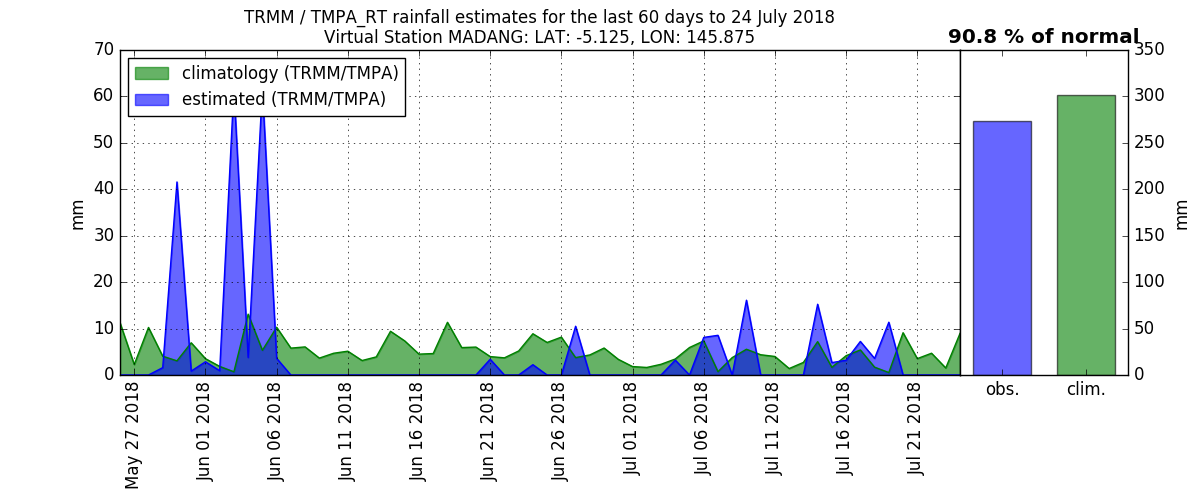 TRMM / TMPA_RT rainfall estimates for the last 60 days to 24 July 2018
Virtual Station MADANG: LAT: -5.125, LON: 145.875
90.8 % of normal
climatology (TRMM/TMPA)
estimated (TRMM/TMPA)
70
60
50
40
30
20
10
0
mm
350
300
250
200
150
100
50
0
mm
May 27 2018
Jun 01 2018
Jun 06 2018
Jun 11 2018
Jun 16 2018
Jun 21 2018
Jun 26 2018
Jul 01 2018
Jul 06 2018
Jul 11 2018
Jul 16 2018
Jul 21 2018
obs.
clim.